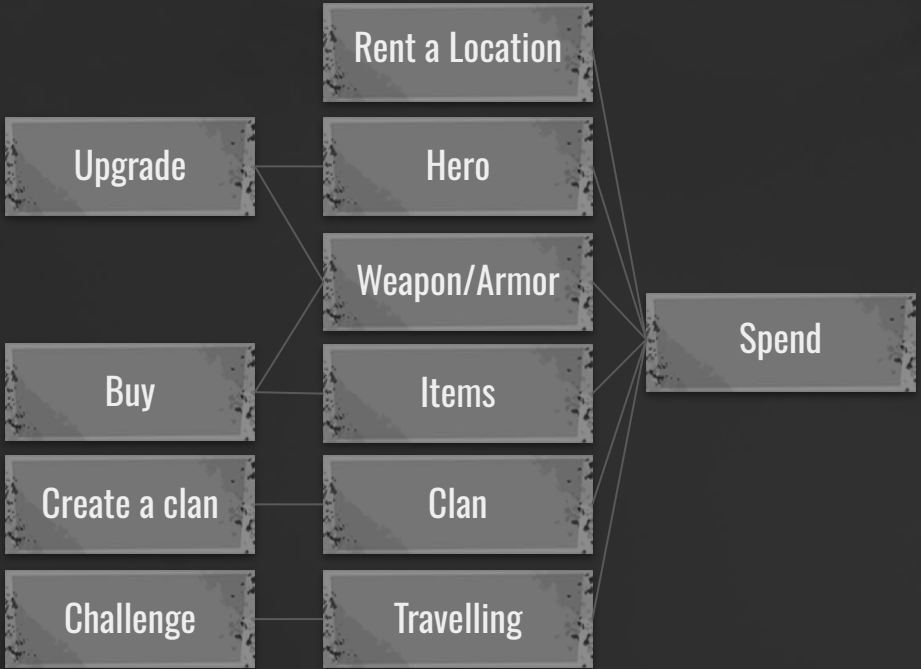 Rent a Location
Upgrade
Hero
Weapon/Armor
Spend
Buy
Items
Create a clan
Clan
Challenge
Travelling